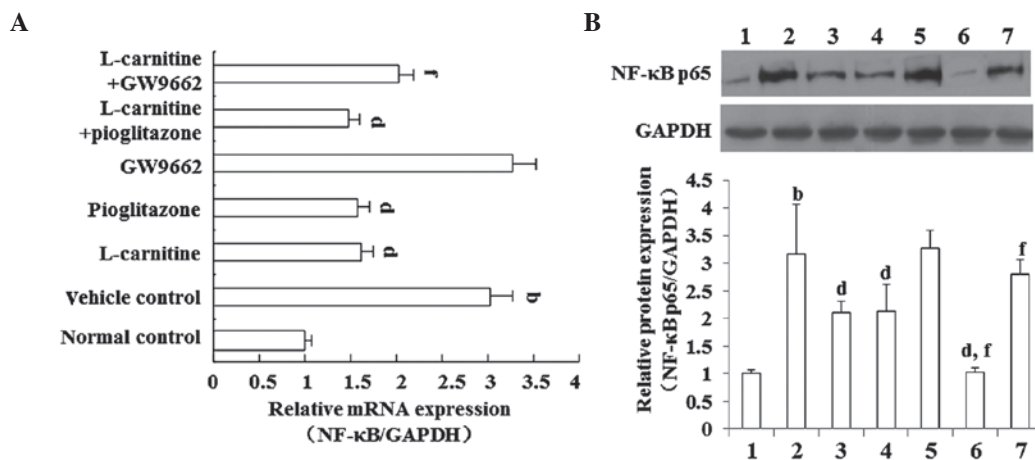 A
L-carnitine
+GW9662
f
L-carnitine
+pioglitazone
d
GW9662
Pioglitazone
d
L-carnitine
d
Vehicle control
b
Normal control
0 0.5 1 1.5 2 2.5 3 3.5 4
Relative mRNA expression
(NF-κB/GAPDH)
B
1 2 3 4 5 6 7
NF-κB p65
GAPDH
Relative protein expression
(NF-κBp65/GAPDH)
4.5
4
3.5
3
2.5
2
1.5
1
0.5
0
b
d
d
d, f
f
1 2 3 4 5 6 7